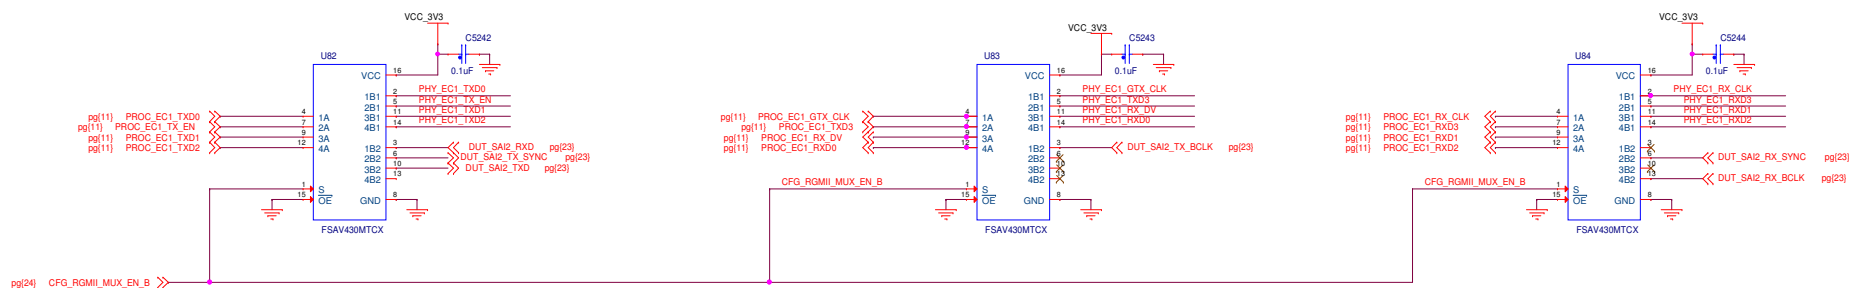 VCC_3V3
C5242
0.1uF
U82
VCC 16
1B1 2 PHY_EC1_TXD0
2B1 5 PHY_EC1_TX_EN
3B1 11 PHY_EC1_TXD1
4B1 14 PHY_EC1_TXD2
pg{11} PROC_EC1_TXD0 4 1A
pg{11} PROC_EC1_TX_EN 7 2A
pg{11} PROC_EC1_TXD1 9 3A
pg{11} PROC_EC1_TXD2 12 4A
1B2 3 DUT_SAI2_RXD pg{23}
2B2 6 DUT_SAI2_TX_SYNC pg{23}
3B2 10 DUT_SAI2_TXD pg{23}
4B2 13
1 S
15 OE
GND 8
FSAV430MTCX
VCC_3V3
C5243
0.1uF
U83
VCC 16
1B1 2 PHY_EC1_GTX_CLK
2B1 5 PHY_EC1_TXD3
3B1 11 PHY_EC1_RX_DV
4B1 14 PHY_EC1_RXD0
pg{11} PROC_EC1_GTX_CLK 4 1A
pg{11} PROC_EC1_TXD3 7 2A
pg{11} PROC_EC1_RX_DV 9 3A
pg{11} PROC_EC1_RXD0 12 4A
1B2 3 DUT_SAI2_TX_BCLK pg{23}
2B2 6
3B2 10
4B2 13
CFG_RGMII_MUX_EN_B 1 S
15 OE
GND 8
FSAV430MTCX
VCC_3V3
C5244
0.1uF
U84
VCC 16
1B1 2 PHY_EC1_RX_CLK
2B1 5 PHY_EC1_RXD3
3B1 11 PHY_EC1_RXD1
4B1 14 PHY_EC1_RXD2
pg{11} PROC_EC1_RX_CLK 4 1A
pg{11} PROC_EC1_RXD3 7 2A
pg{11} PROC_EC1_RXD1 9 3A
pg{11} PROC_EC1_RXD2 12 4A
1B2 3
2B2 6 DUT_SAI2_RX_SYNC pg{23}
3B2 10
4B2 13 DUT_SAI2_RX_BCLK pg{23}
CFG_RGMII_MUX_EN_B 1 S
15 OE
GND 8
FSAV430MTCX
pg{24} CFG_RGMII_MUX_EN_B